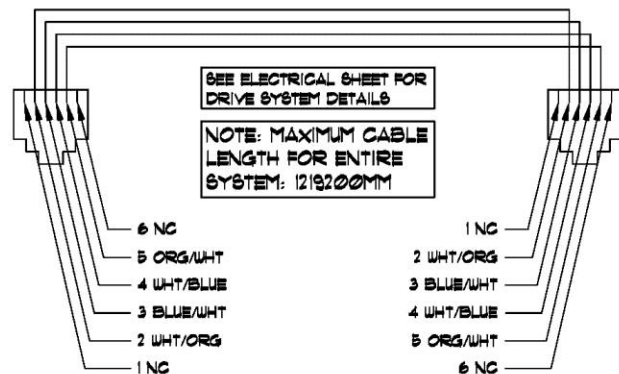 SEE ELECTRICAL SHEET FOR
DRIVE SYSTEM DETAILS
NOTE: MAXIMUM CABLE
LENGTH FOR ENTIRE
SYSTEM: 1219200MM
6 NC
5 ORG/WHT
4 WHT/BLUE
3 BLUE/WHT
2 WHT/ORG
1 NC
1 NC
2 WHT/ORG
3 BLUE/WHT
4 WHT/BLUE
5 ORG/WHT
6 NC